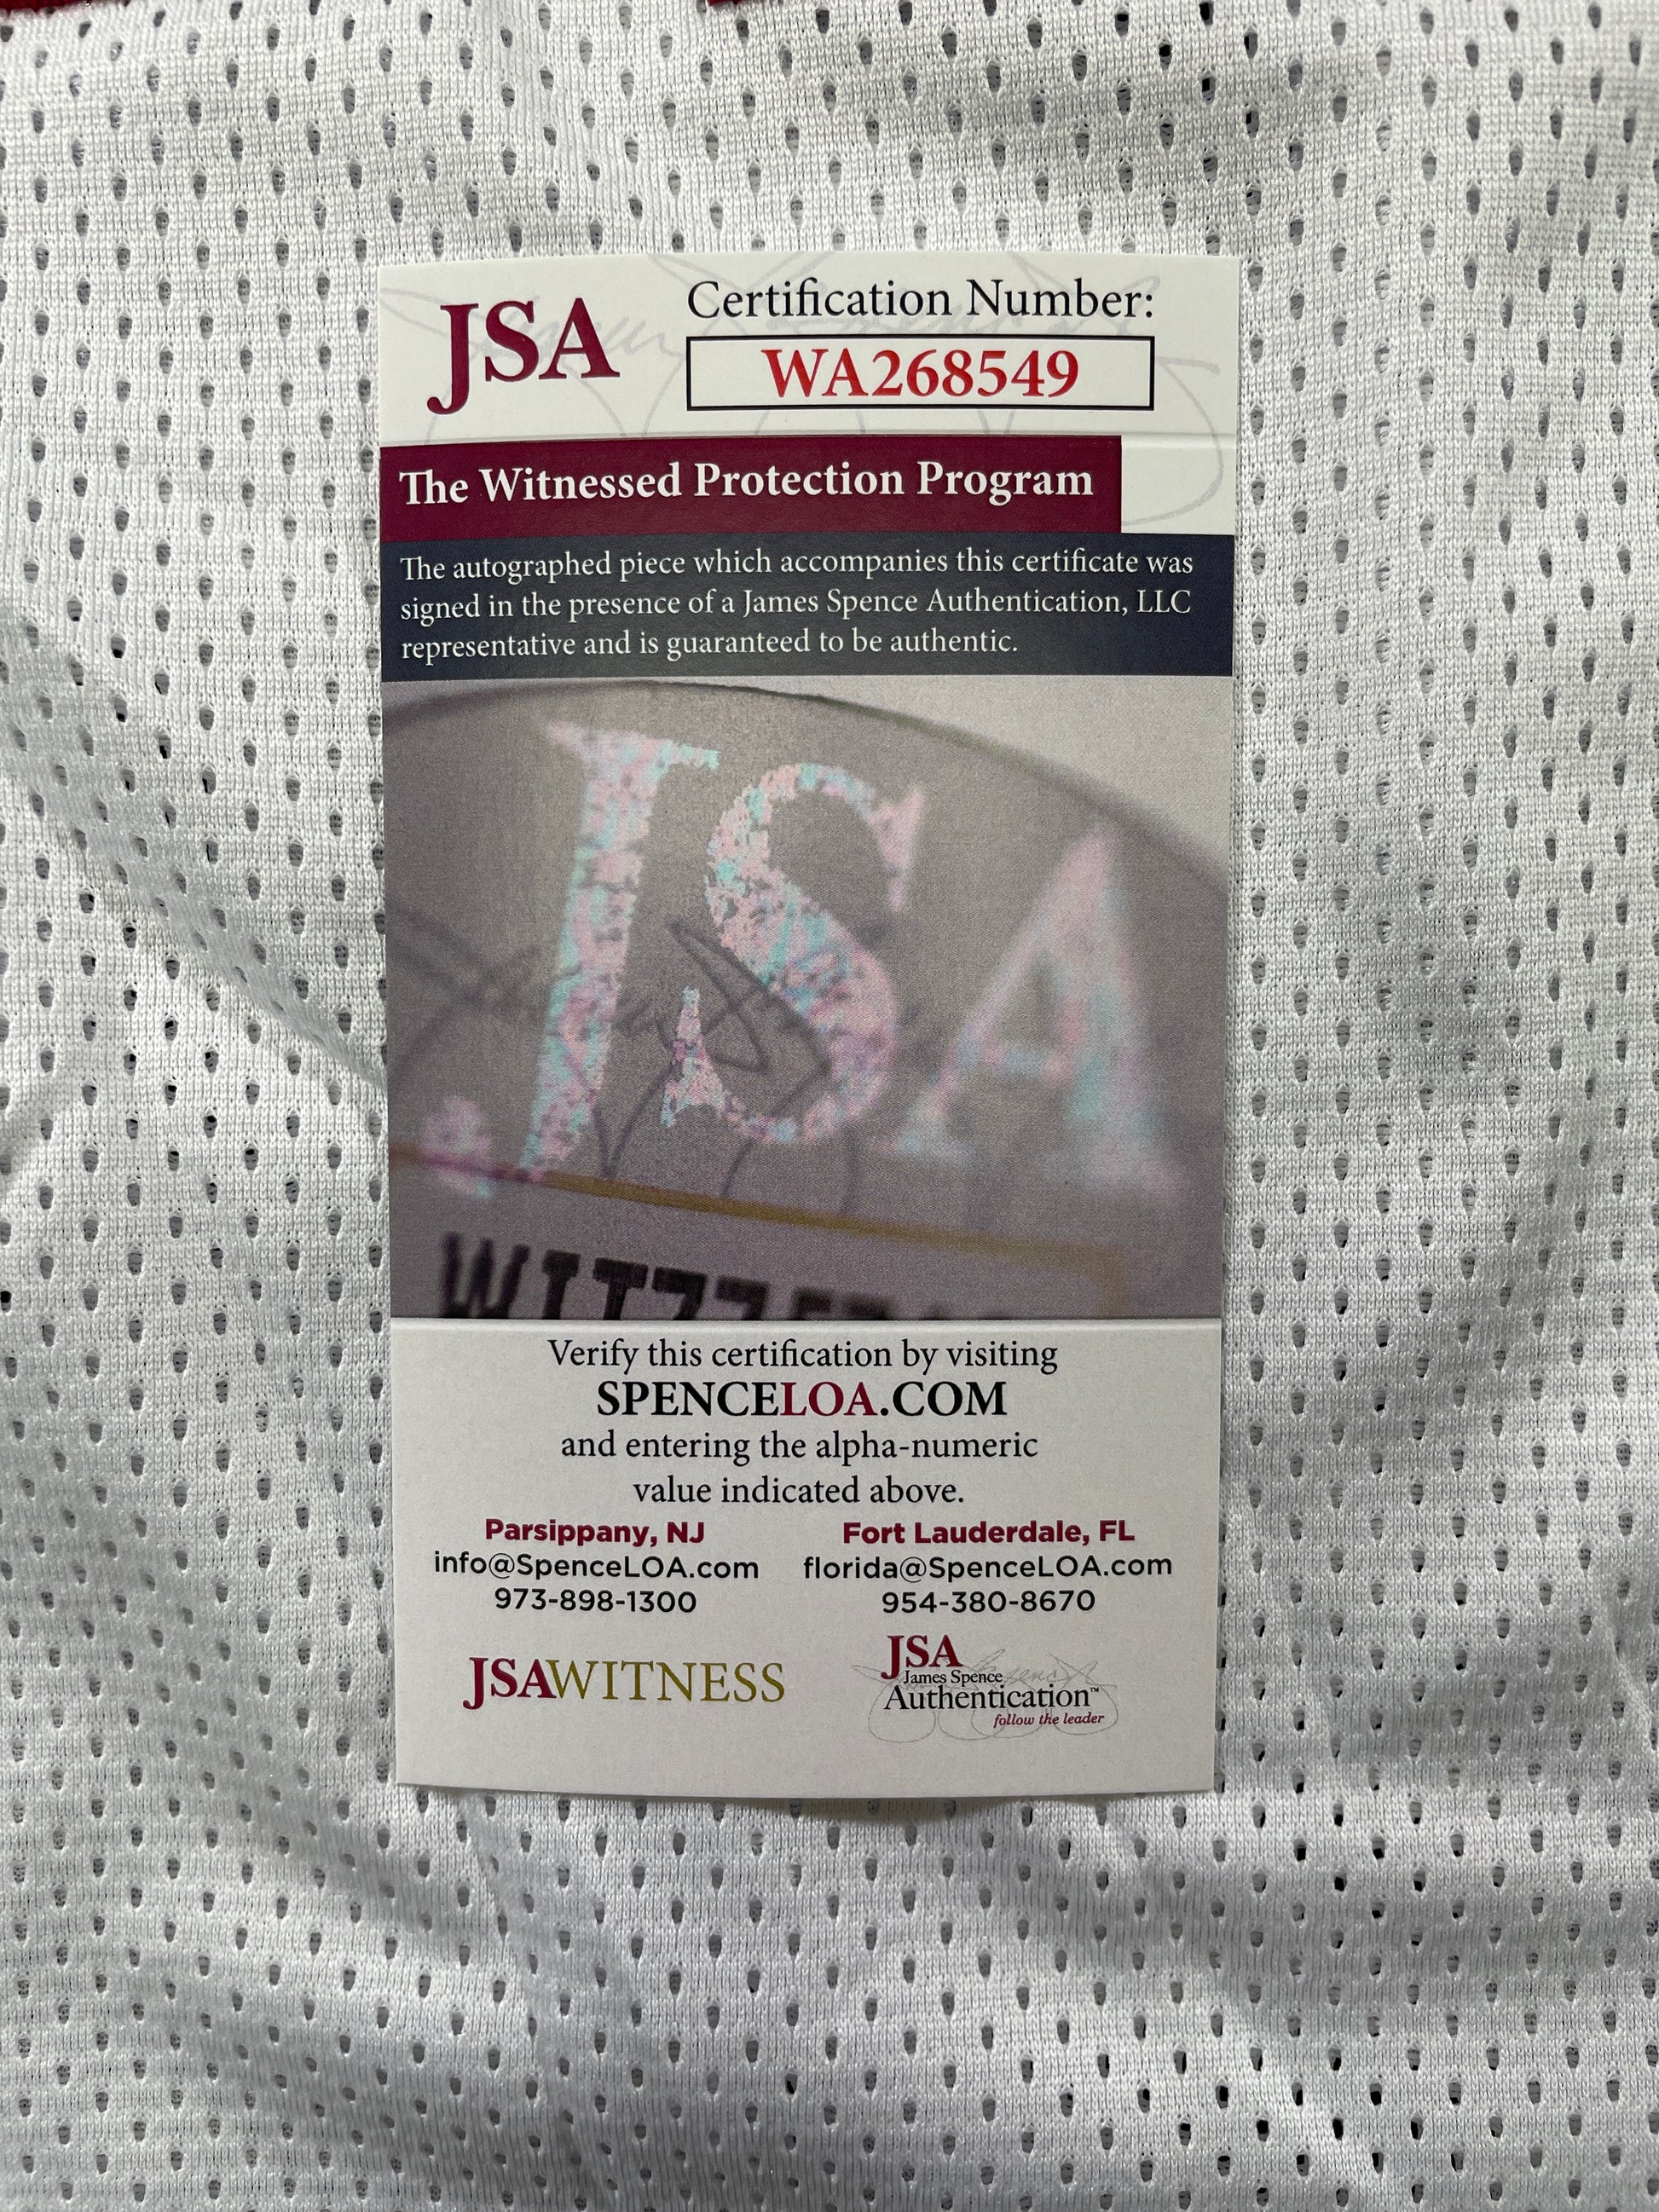 JSA
Certification Number:
WA268549
The Witnessed Protection Program
The autographed piece which accompanies this certificate was
signed in the presence of a James Spence Authentication, LLC
representative and is guaranteed to be authentic.
JSA
Verify this certification by visiting
SPENCELOA.COM
and entering the alpha-numeric
value indicated above.
Parsippany, NJ
info@SpenceLOA.com
973-898-1300
Fort Lauderdale, FL
florida@SpenceLOA.com
954-380-8670
JSAWITNESS
JSA
James Spence
Authentication™
follow the leader